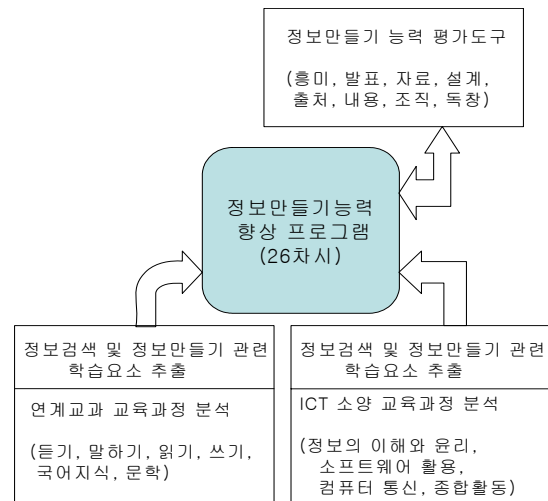 정보만들기 능력 평가도구
(흥미, 발표, 자료, 설계,
출처, 내용, 조직, 독창)
정보만들기능력
향상 프로그램
(26차시)
정보검색 및 정보만들기 관련
학습요소 추출
연계교과 교육과정 분석
(듣기, 말하기, 읽기, 쓰기,
국어지식, 문학)
정보검색 및 정보만들기 관련
학습요소 추출
ICT 소양 교육과정 분석
(정보의 이해와 윤리,
소프트웨어 활용,
컴퓨터 통신, 종합활동)